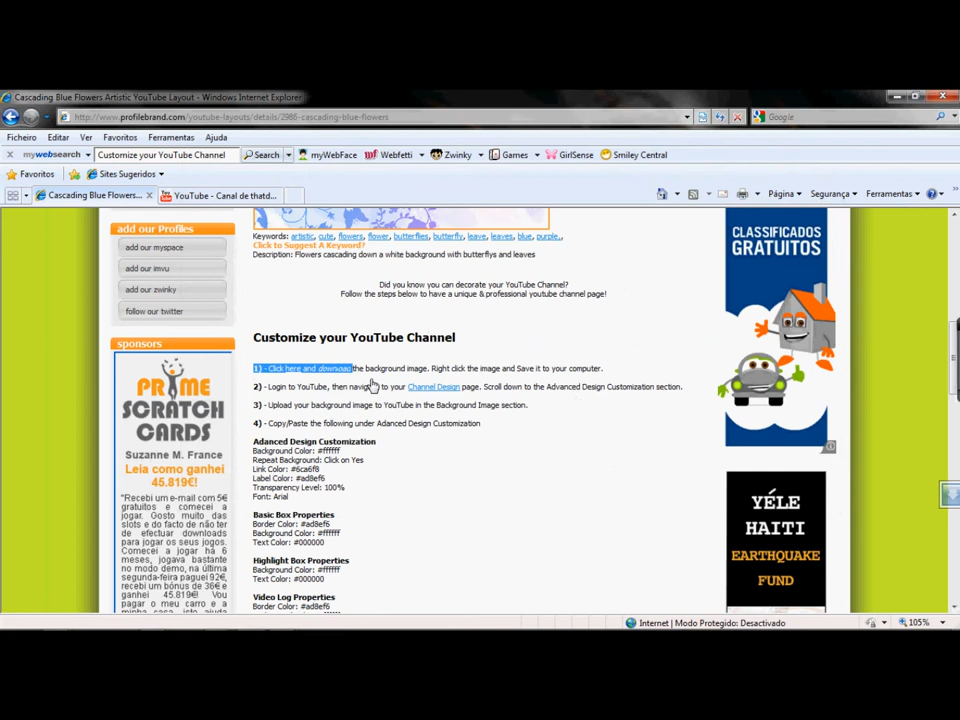 Cascading Blue Flowers Artistic YouTube Layout - Windows Internet Explorer
http://www.profilebrand.com/youtube-layouts/details/2986-cascading-blue-flowers
Google
Ficheiro Editar Ver Favoritos Ferramentas Ajuda
mywebsearch Customize your YouTube Channel Search myWebFace Webfetti Zwinky Games GirlSense Smiley Central
Favoritos Sites Sugeridos
Cascading Blue Flowers... YouTube - Canal de thatd... Página Segurança Ferramentas
add our Profiles
add our myspace
add our imvu
add our zwinky
follow our twitter
sponsors
PRIME
SCRATCH
CARDS
Suzanne M. France
Leia como ganhei
45.819€!
"Recebi um e-mail com 5€
gratuitos e comecei a
jogar. Gosto muito das
slots e do facto de não ter
de efectuar downloads
para jogar os seus jogos.
Comecei a jogar há 6
meses, jogava bastante
no modo demo, na última
segunda-feira paguei 92€,
recebi um bónus de 36€ e
ganhei 45.819€! Vou
pagar o meu carro e a
minha casa, isto ajuda
Keywords: artistic, cute, flowers, flower, butterflies, butterfly, leave, leaves, blue, purple,,
Click to Suggest A Keyword?
Description: Flowers cascading down a white background with butterflys and leaves
Did you know you can decorate your YouTube Channel?
Follow the steps below to have a unique & professional youtube channel page!
Customize your YouTube Channel
1) - Click here and download the background image. Right click the image and Save it to your computer.
2) - Login to YouTube, then navigate to your Channel Design page. Scroll down to the Advanced Design Customization section.
3) - Upload your background image to YouTube in the Background Image section.
4) - Copy/Paste the following under Adanced Design Customization
Adanced Design Customization
Background Color: #ffffff
Repeat Background: Click on Yes
Link Color: #6ca6f8
Label Color: #ad8ef6
Transparency Level: 100%
Font: Arial
Basic Box Properties
Border Color: #ad8ef6
Background Color: #ffffff
Text Color: #000000
Highlight Box Properties
Background Color: #ffffff
Text Color: #000000
Video Log Properties
Border Color: #ad8ef6
CLASSIFICADOS
GRATUITOS
YÉLE
HAITI
EARTHQUAKE
FUND
Internet | Modo Protegido: Desactivado
105%